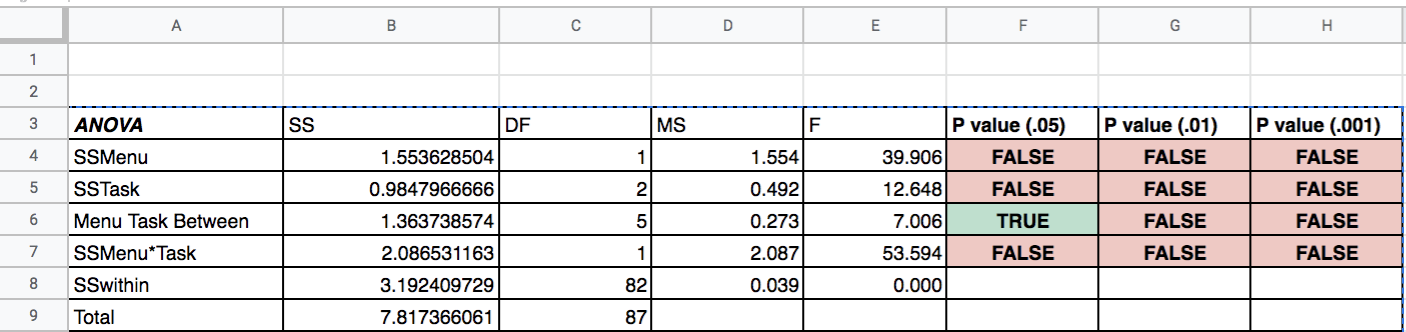 A B C D E F G H
1
2
3 ANOVA SS DF MS F P value (.05) P value (.01) P value (.001)
4 SSMenu 1.553628504 1 1.554 39.906 FALSE FALSE FALSE
5 SSTask 0.9847966666 2 0.492 12.648 FALSE FALSE FALSE
6 Menu Task Between 1.363738574 5 0.273 7.006 TRUE FALSE FALSE
7 SSMenu*Task 2.086531163 1 2.087 53.594 FALSE FALSE FALSE
8 SSwithin 3.192409729 82 0.039 0.000
9 Total 7.817366061 87